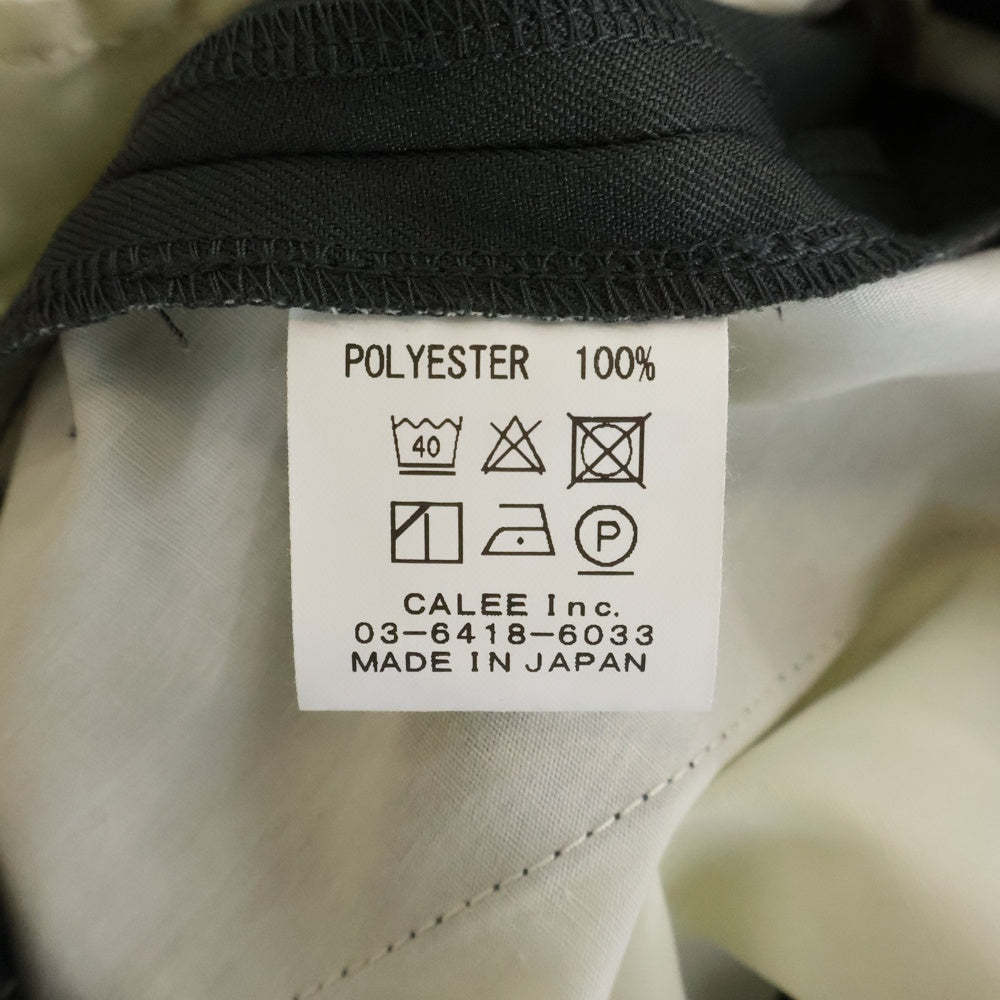 POLYESTER 100%
40
P
CALEE Inc.
03-6418-6033
MADE IN JAPAN